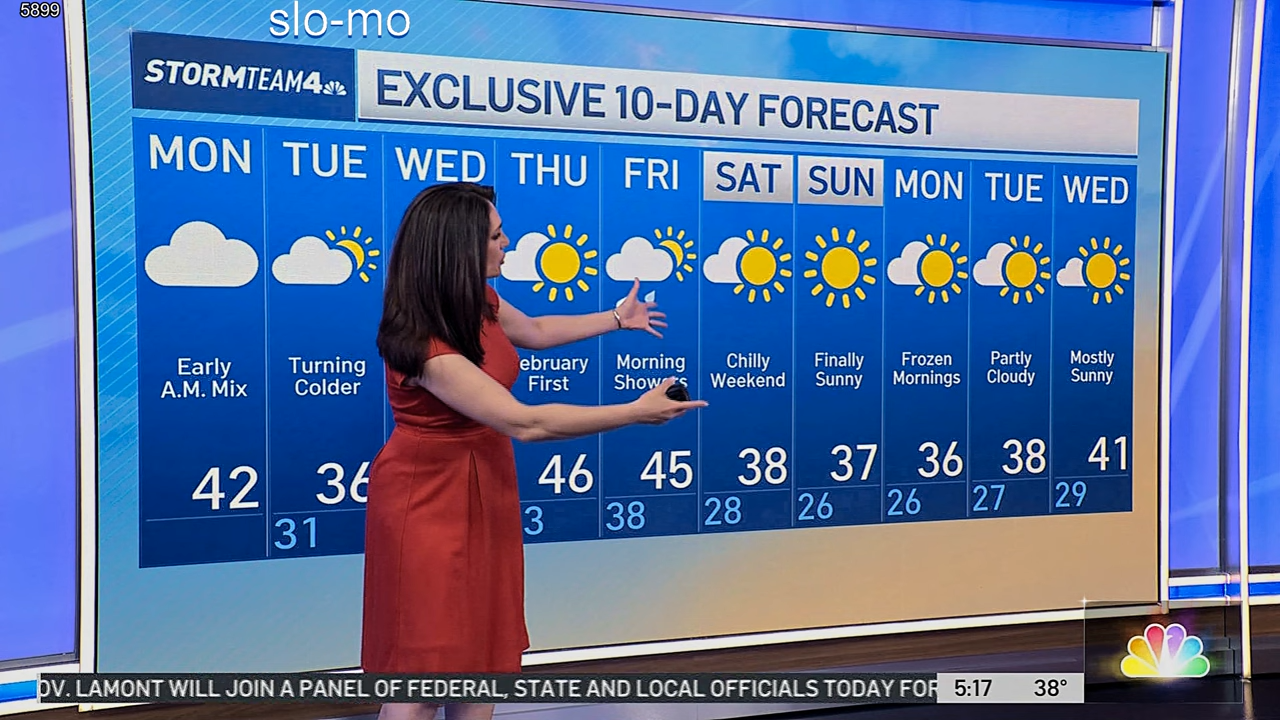 5899
slo-mo
STORMTEAM4
EXCLUSIVE 10-DAY FORECAST
MON TUE WED THU FRI SAT SUN MON TUE WED
Early Turning February Morning Chilly Finally Frozen Partly Mostly
A.M. Mix Colder First Showers Weekend Sunny Mornings Cloudy Sunny
42 36 46 45 38 37 36 38 41
31 3 38 28 26 26 27 29
OV. LAMONT WILL JOIN A PANEL OF FEDERAL, STATE AND LOCAL OFFICIALS TODAY FOR
5:17 38°